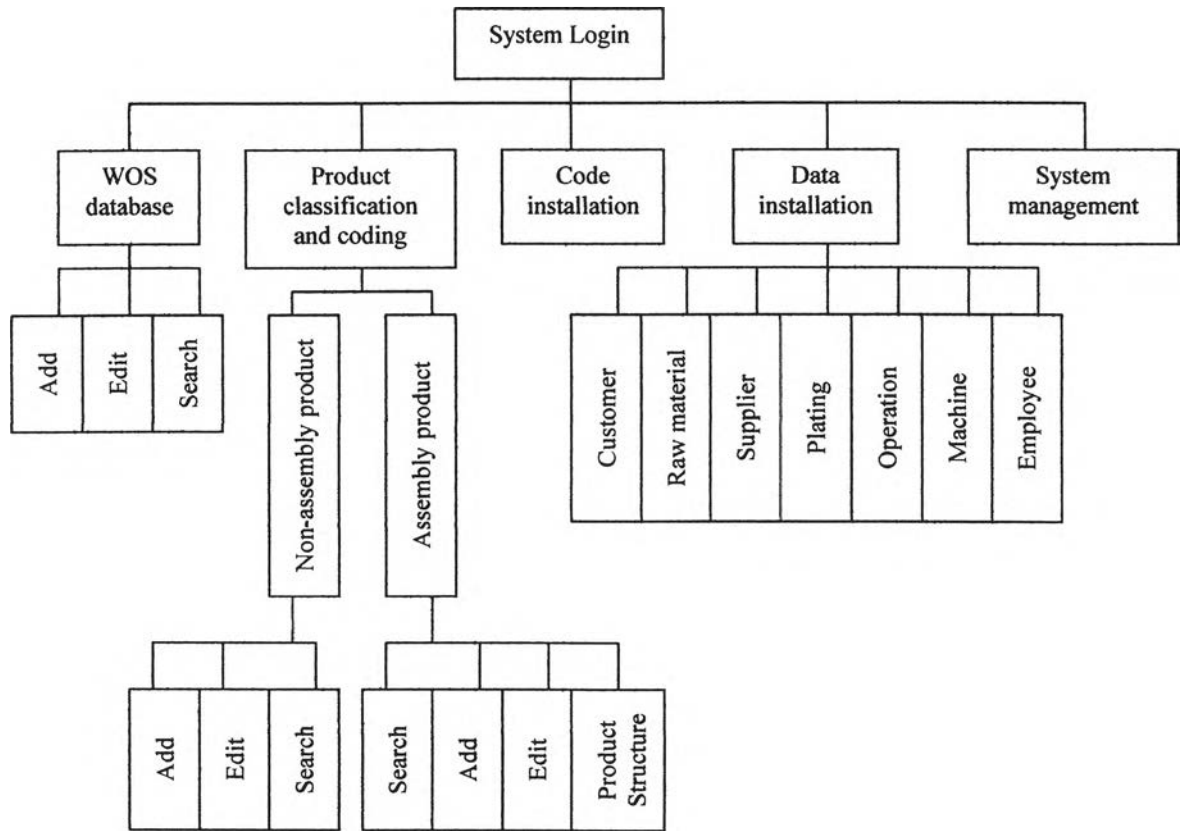 System Login
WOS
database
Product
classification
and coding
Code
installation
Data
installation
System
management
Add
Edit
Search
Non-assembly product
Assembly product
Customer
Raw material
Supplier
Plating
Operation
Machine
Employee
Add
Edit
Search
Search
Add
Edit
Product
Structure